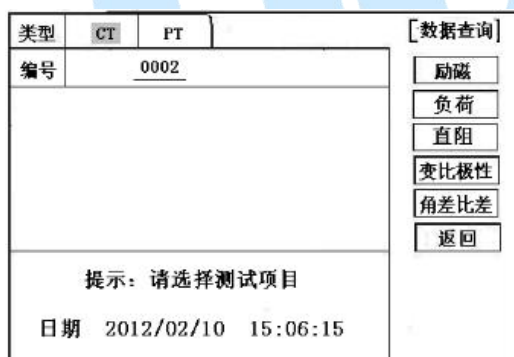 类型 CT PT
[数据查询]
编号 0002
励磁
负荷
直阻
变比极性
角差比差
返回
提示：请选择测试项目
日期 2012/02/10 15:06:15